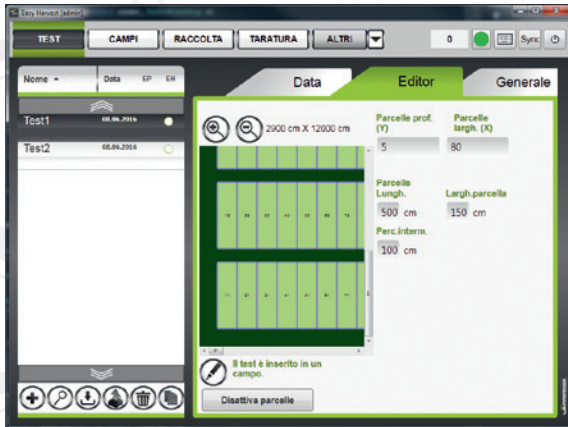 Easy Harvest [admin]
TEST CAMPI RACCOLTA TARATURA ALTRI 0 Sync
Nome Data EP EH
Data Editor Generale
Test1 08.06.2016
Test2 08.06.2016
2900 cm X 12000 cm
Parcelle prof. (Y)
5
Parcelle largh. (X)
80
Parcelle Lungh.
500 cm
Largh.parcella
150 cm
Perc.interm.
100 cm
Il test è inserito in un
campo.
Disattiva parcelle